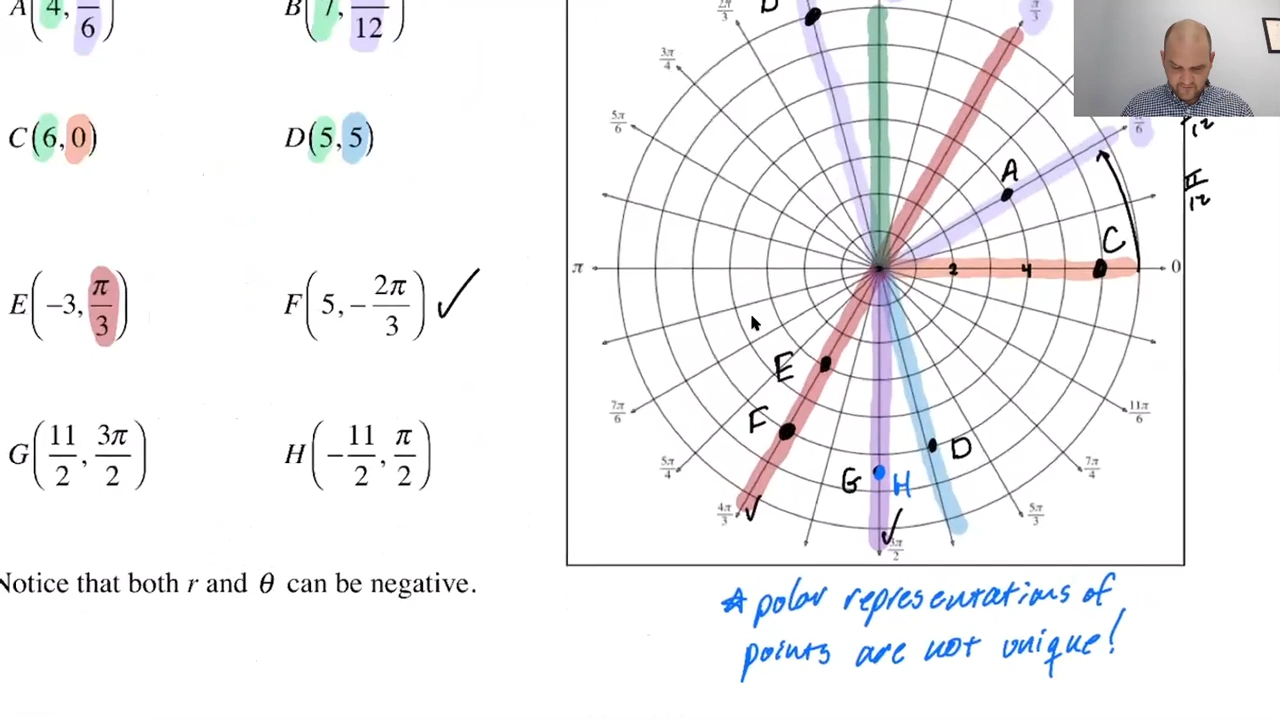 A(4, /6)
B(7, /12)
C(6,0)
D(5,5)
E(-3, π/3)
F(5, -2π/3) ✓
G(11/2, 3π/2)
H(-11/2, π/2)
Notice that both r and θ can be negative.
2π/3
π/3
3π/4
5π/6
π
7π/6
5π/4
4π/3
3π/2
5π/3
7π/4
11π/6
0
2
4
A
C
D
E
F
G
H
π/12
polar representations of
points are not unique!